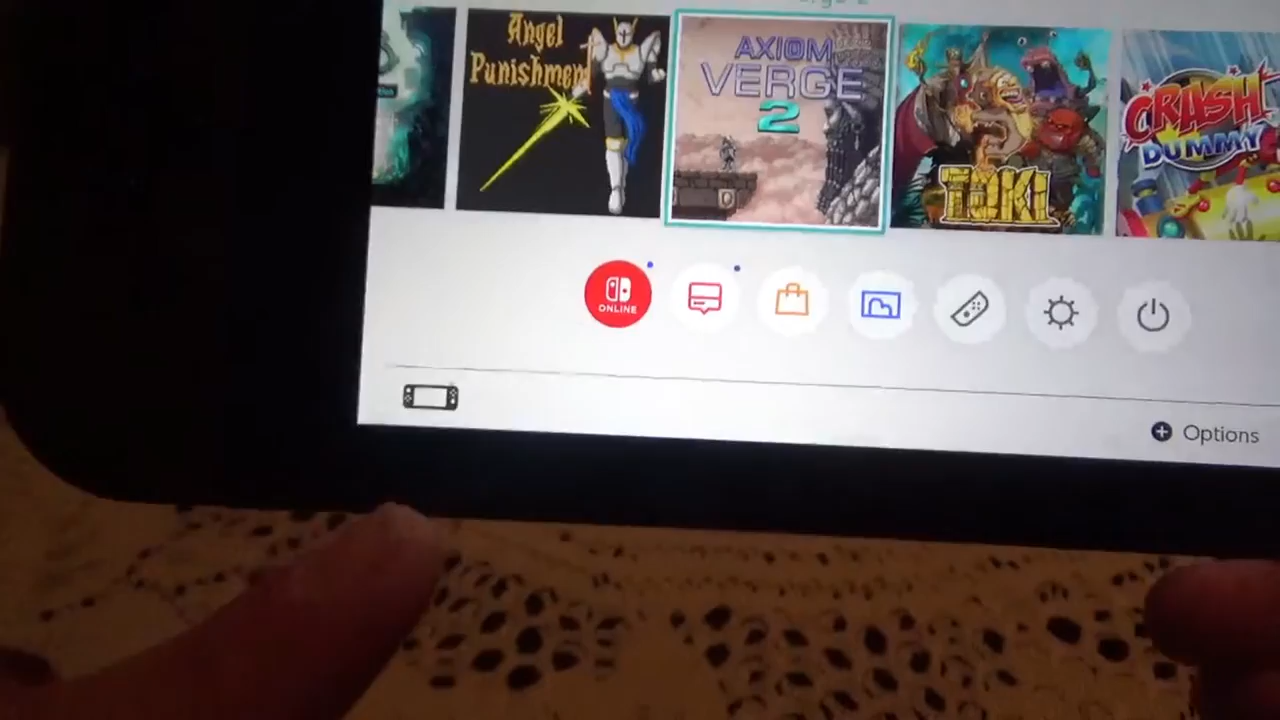 Angel
Punishment
AXIOM
VERGE
2
TOKI
CRASH
DUMMY
ONLINE
Options